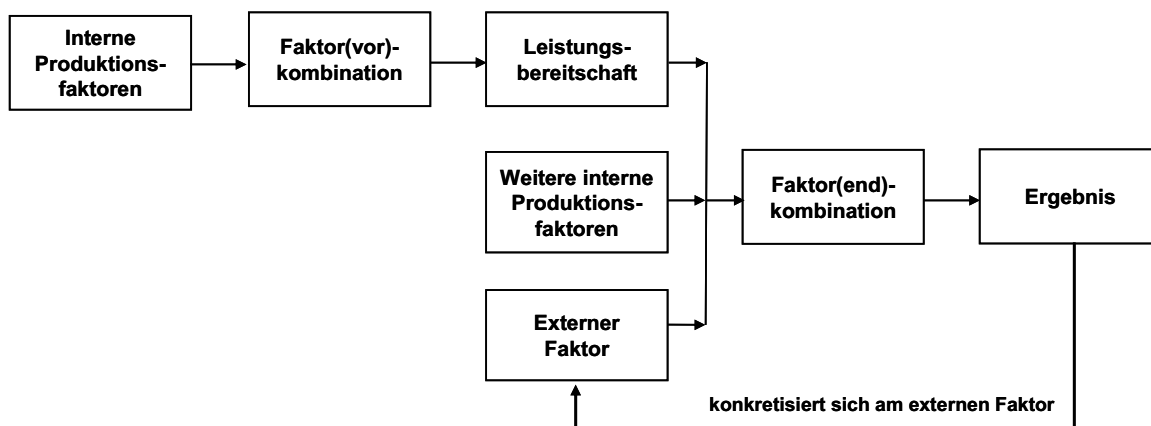 Interne
Produktions-
faktoren
Faktor(vor)-
kombination
Leistungs-
bereitschaft
Weitere interne
Produktions-
faktoren
Externer
Faktor
Faktor(end)-
kombination
Ergebnis
konkretisiert sich am externen Faktor